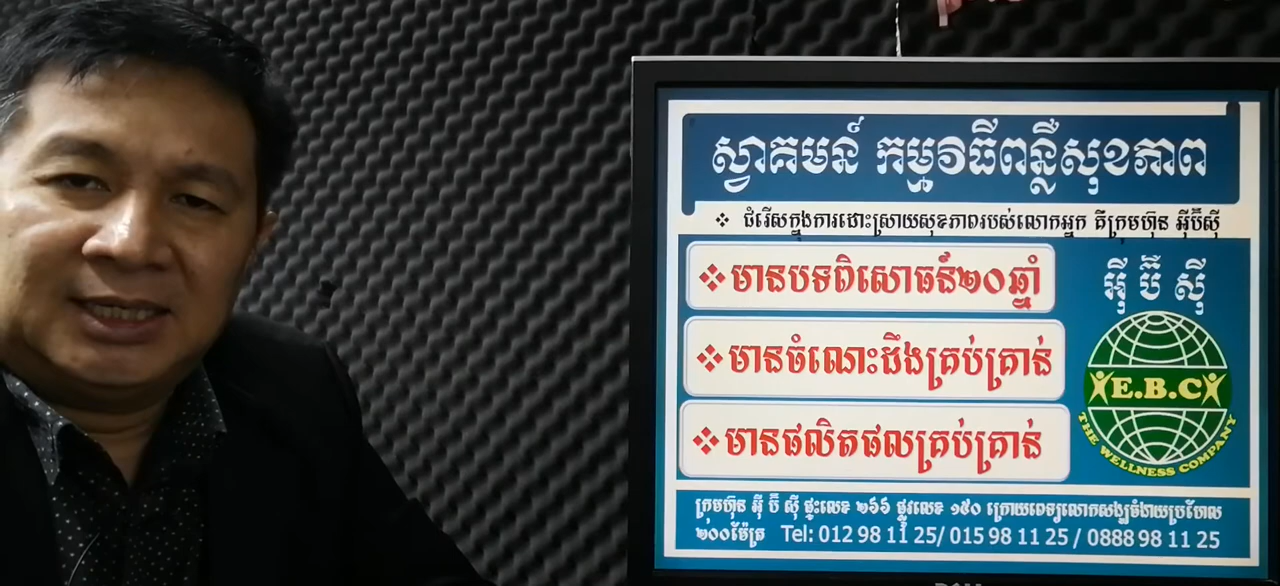 ស្វាគមន៍ កម្មវិធីពន្លឺសុខភាព
❖ ជំរើសក្នុងការដោះស្រាយសុខភាពរបស់លោកអ្នក គឺក្រុមហ៊ុន អ៊ីប៊ីស៊ី
❖មានបទពិសោធន៍២០ឆ្នាំ
❖មានចំណេះដឹងគ្រប់គ្រាន់
❖មានផលិតផលគ្រប់គ្រាន់
អ៊ី ប៊ី ស៊ី
E.B.C
THE WELLNESS COMPANY
ក្រុមហ៊ុន អ៊ី ប៊ី ស៊ី ផ្ទះលេខ ២៦៦ ផ្លូវលេខ ១៩០ ក្រោយពេទ្យលោកសង្ឃចំងាយប្រហែល
២០០ម៉ែត្រ Tel: 012 98 11 25/ 015 98 11 25 / 0888 98 11 25